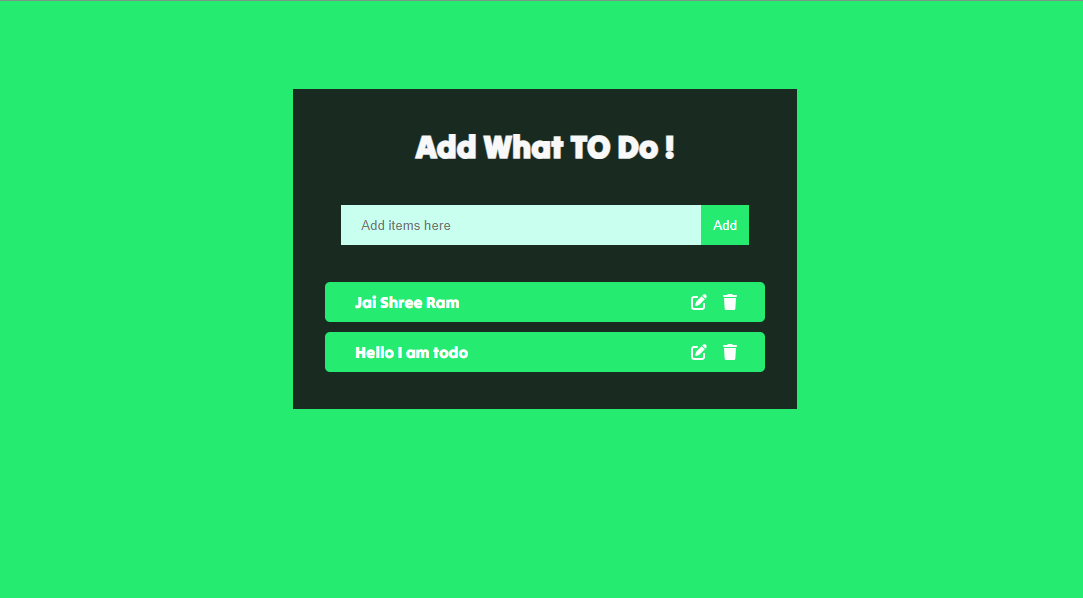 Add What TO Do !
Add items here
Add
Jai Shree Ram
Hello I am todo